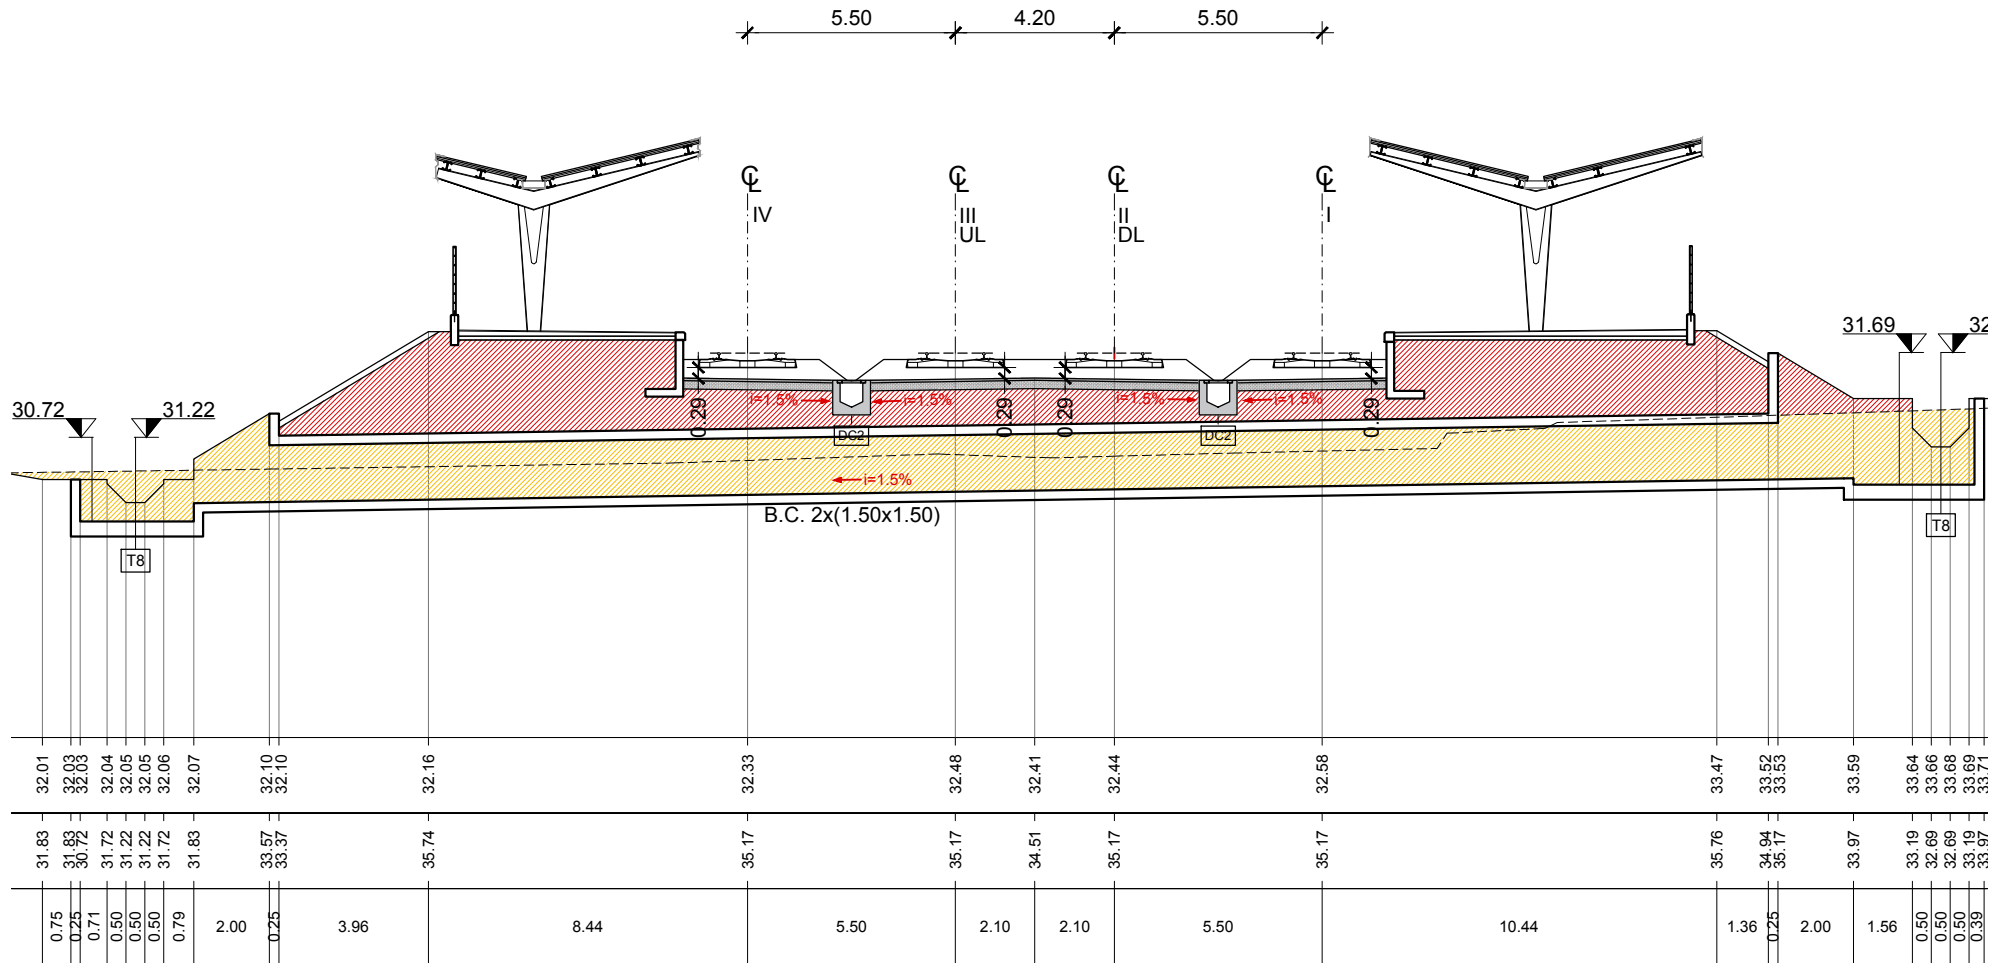 5.50 4.20 5.50
℄ ℄ ℄ ℄
IV III II I
UL DL
31.69 32
30.72 31.22
i=1.5% i=1.5% i=1.5% i=1.5%
0.29 0.29 0.29 0.29
DC2 DC2
i=1.5%
B.C. 2x(1.50x1.50)
T8 T8
32.01 32.03 32.03 32.04 32.05 32.05 32.06 32.07 32.10 32.10 32.16 32.33 32.48 32.41 32.44 32.58 33.47 33.52 33.53 33.59 33.64 33.66 33.68 33.69 33.71
31.83 31.83 30.72 31.72 31.22 31.22 31.72 31.83 33.57 33.37 35.74 35.17 35.17 34.51 35.17 35.17 35.76 34.94 35.17 33.97 33.19 32.69 32.69 33.19 33.97
0.75 0.25 0.71 0.50 0.50 0.50 0.79 2.00 0.25 3.96 8.44 5.50 2.10 2.10 5.50 10.44 1.36 0.25 2.00 1.56 0.50 0.50 0.50 0.39